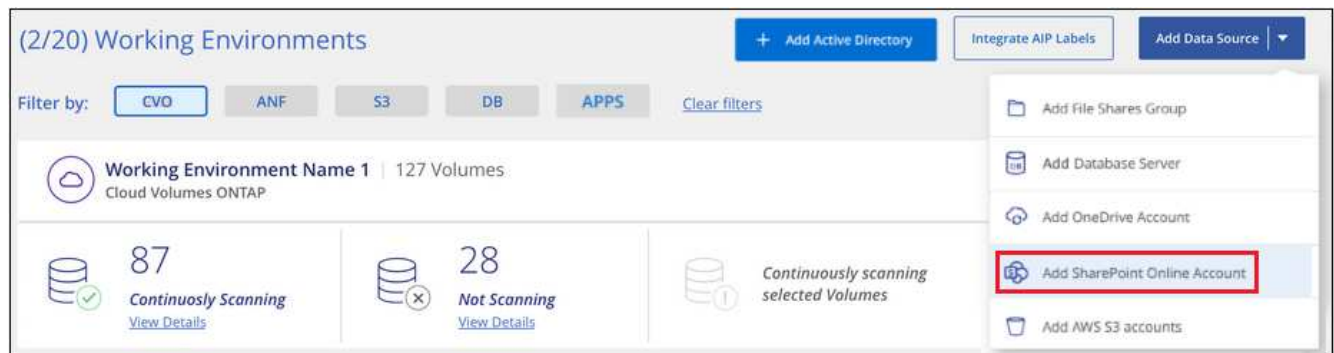 (2/20) Working Environments
+ Add Active Directory
Integrate AIP Labels
Add Data Source
Filter by:
CVO
ANF
S3
DB
APPS
Clear filters
Add File Shares Group
Add Database Server
Working Environment Name 1 | 127 Volumes
Cloud Volumes ONTAP
Add OneDrive Account
87
Continuosly Scanning
View Details
28
Not Scanning
View Details
Continuously scanning
selected Volumes
Add SharePoint Online Account
Add AWS S3 accounts